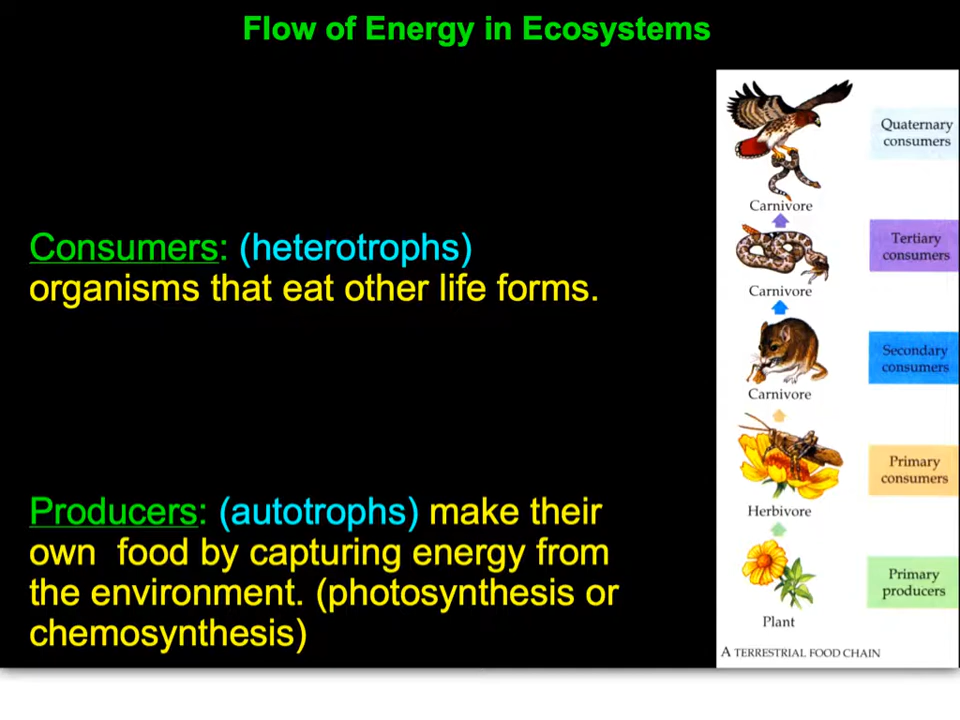 Flow of Energy in Ecosystems
Quaternary
consumers
Carnivore
Consumers: (heterotrophs)
organisms that eat other life forms.
Tertiary
consumers
Carnivore
Secondary
consumers
Carnivore
Primary
consumers
Herbivore
Producers: (autotrophs) make their
own  food by capturing energy from
the environment. (photosynthesis or
chemosynthesis)
Primary
producers
Plant
A TERRESTRIAL FOOD CHAIN